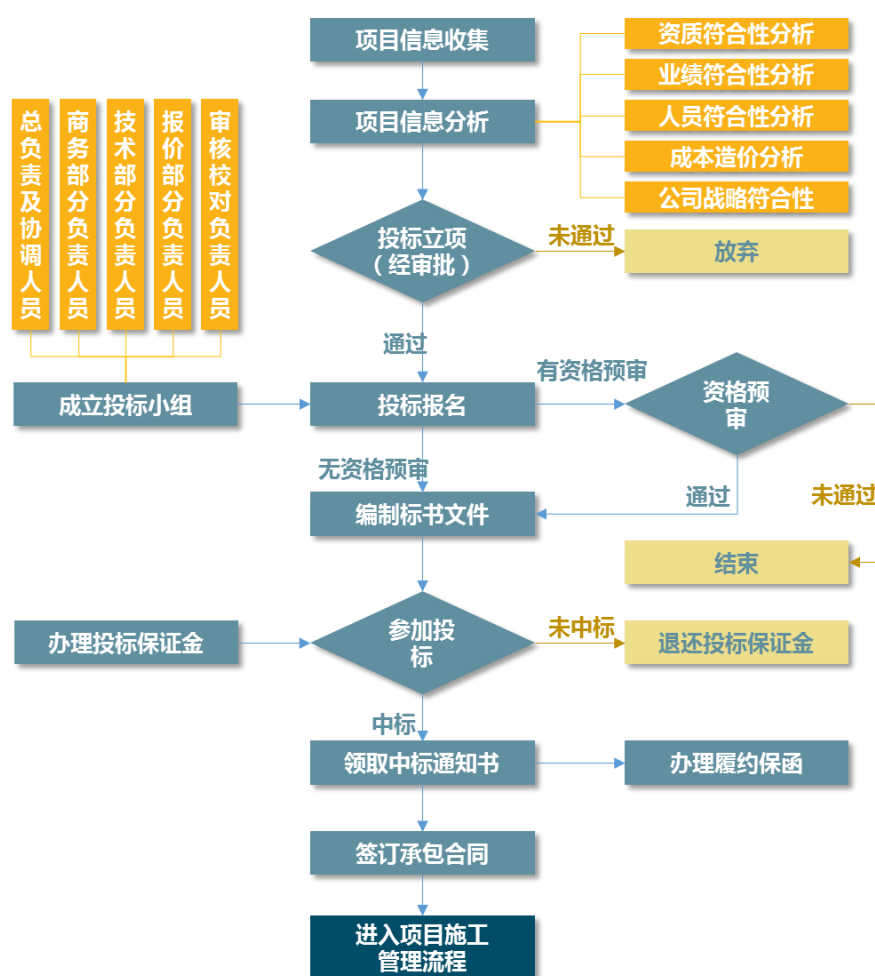 项目信息收集
项目信息分析
资质符合性分析
业绩符合性分析
人员符合性分析
成本造价分析
公司战略符合性
总负责及协调人员
商务部分负责人员
技术部分负责人员
报价部分负责人员
审核校对负责人员
投标立项
（经审批）
未通过
放弃
通过
成立投标小组
投标报名
有资格预审
资格预
审
无资格预审
通过
未通过
编制标书文件
结束
办理投标保证金
参加投
标
未中标
退还投标保证金
中标
领取中标通知书
办理履约保函
签订承包合同
进入项目施工
管理流程